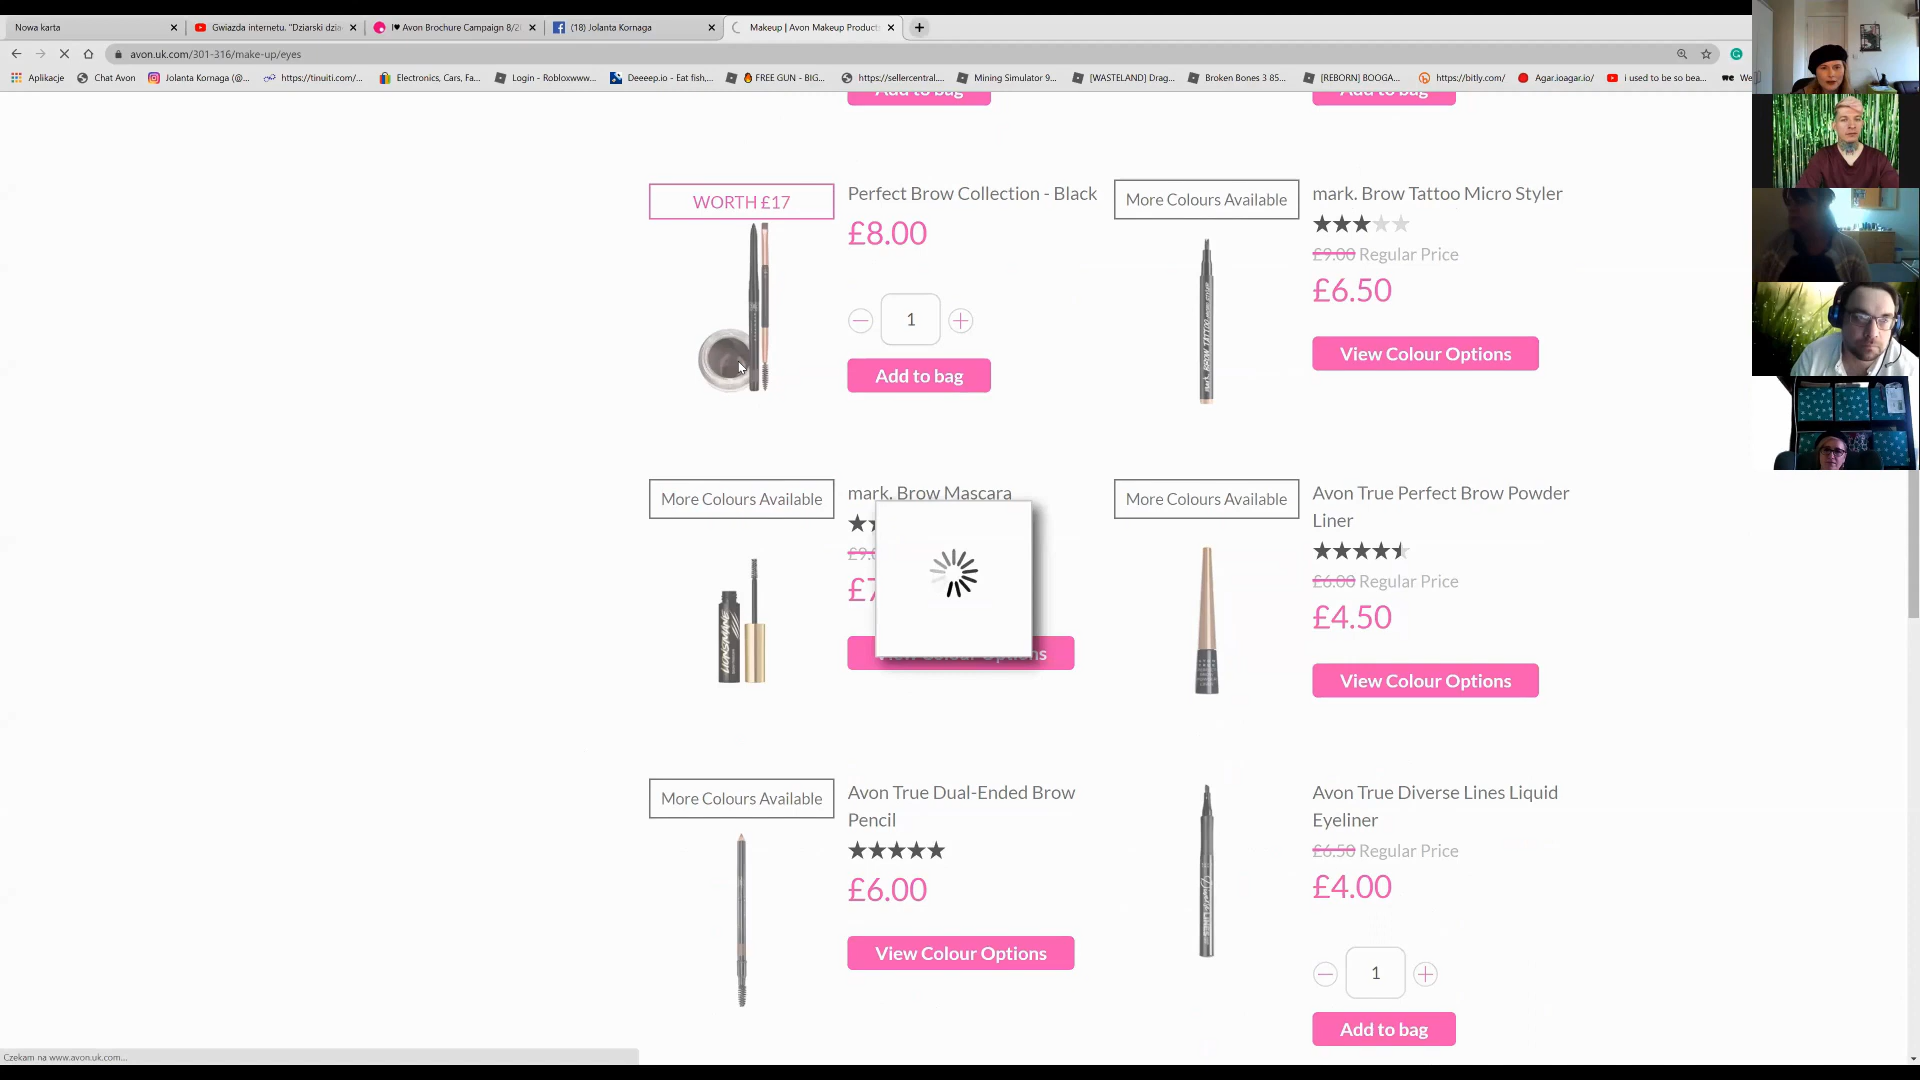 Nowa karta
Gwiazda internetu. "Dziarski dzia
I♥ Avon Brochure Campaign 8/2
(18) Jolanta Kornaga
Makeup | Avon Makeup Product
avon.uk.com/301-316/make-up/eyes
Aplikacje
Chat Avon
Jolanta Kornaga (@...
https://tinuiti.com/...
Electronics, Cars, Fa...
Login - Robloxwww...
Deeeep.io - Eat fish,...
🔥 FREE GUN - BIG...
https://sellercentral....
Mining Simulator 9...
[WASTELAND] Drag...
Broken Bones 3 85...
[REBORN] BOOGA...
https://bitly.com/
Agar.ioagar.io/
i used to be so bea...
we We
Add to bag
Add to bag
WORTH £17
Perfect Brow Collection - Black
£8.00
1
Add to bag
More Colours Available
mark. Brow Tattoo Micro Styler
£9.00 Regular Price
£6.50
View Colour Options
More Colours Available
mark. Brow Mascara
£9.0
£7
View Colour Options
More Colours Available
Avon True Perfect Brow Powder
Liner
£6.00 Regular Price
£4.50
View Colour Options
More Colours Available
Avon True Dual-Ended Brow
Pencil
£6.00
View Colour Options
Avon True Diverse Lines Liquid
Eyeliner
£6.50 Regular Price
£4.00
1
Add to bag
Czekam na www.avon.uk.com...